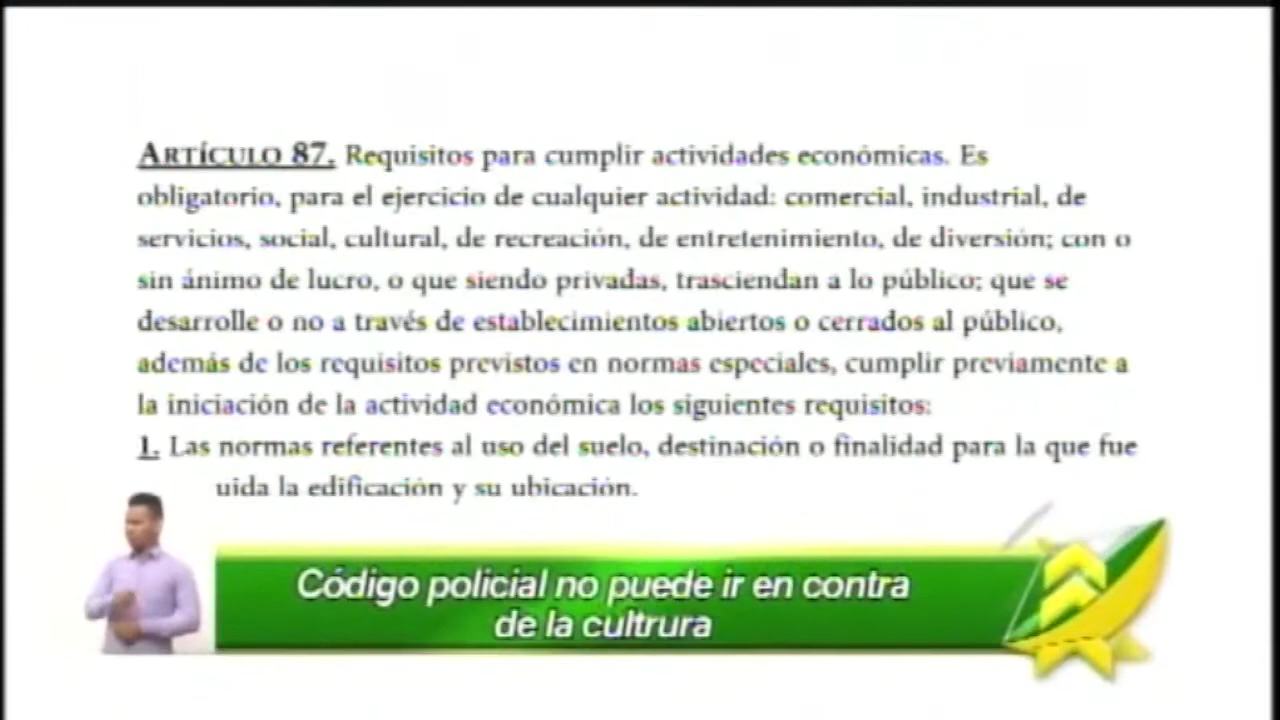 ARTÍCULO 87. Requisitos para cumplir actividades económicas. Es
obligatorio, para el ejercicio de cualquier actividad: comercial, industrial, de
servicios, social, cultural, de recreación, de entretenimiento, de diversión; con o
sin ánimo de lucro, o que siendo privadas, trasciendan a lo público; que se
desarrolle o no a través de establecimientos abiertos o cerrados al público,
además de los requisitos previstos en normas especiales, cumplir previamente a
la iniciación de la actividad económica los siguientes requisitos:
1. Las normas referentes al uso del suelo, destinación o finalidad para la que fue
uida la edificación y su ubicación.
Código policial no puede ir en contra
de la cultrura